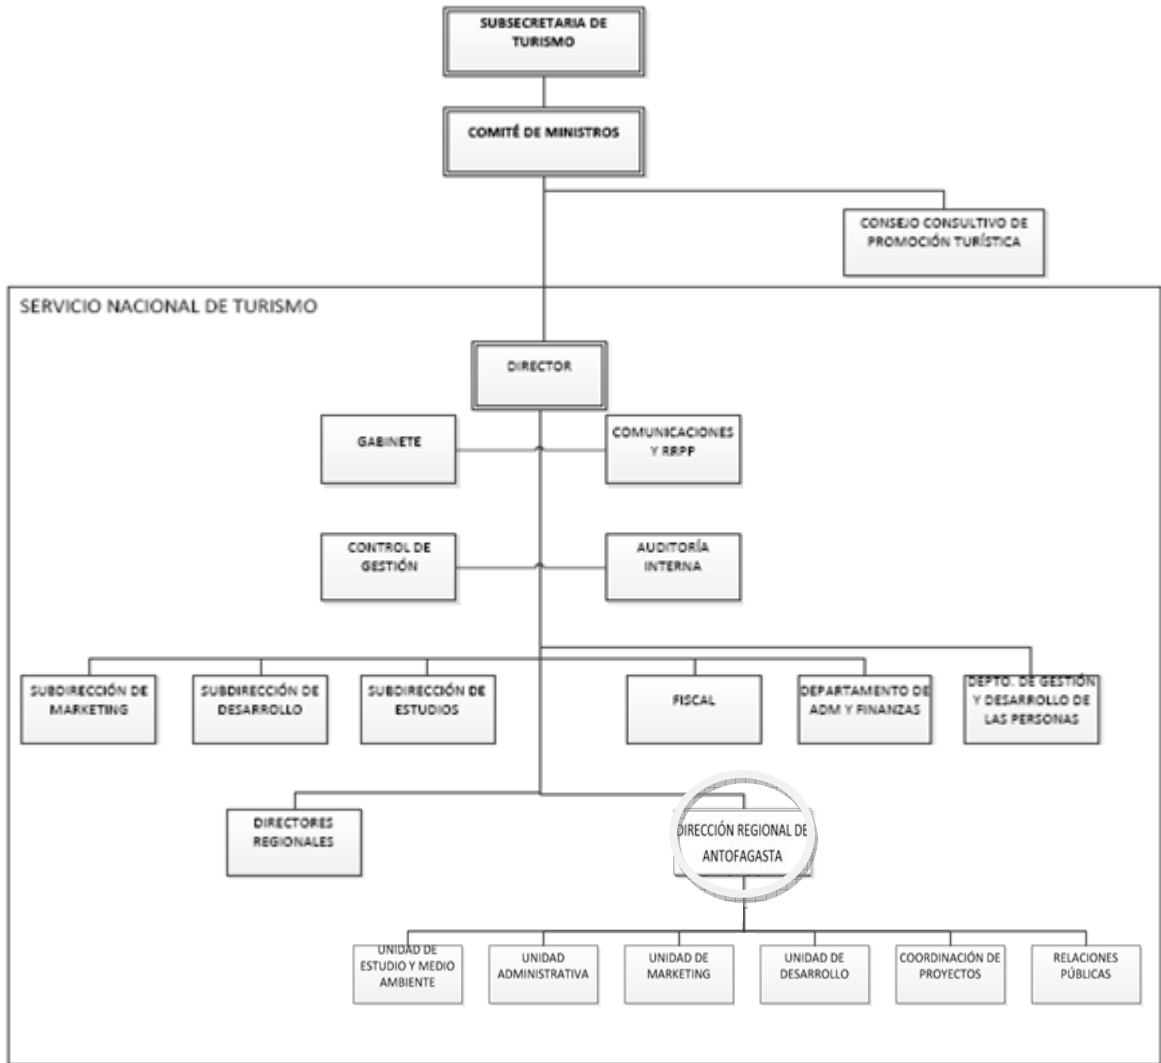 SUBSECRETARIA DE
TURISMO
COMITÉ DE MINISTROS
CONSEJO CONSULTIVO DE
PROMOCIÓN TURÍSTICA
SERVICIO NACIONAL DE TURISMO
DIRECTOR
GABINETE
COMUNICACIONES
Y RRPP
CONTROL DE
GESTIÓN
AUDITORÍA
INTERNA
SUBDIRECCIÓN DE
MARKETING
SUBDIRECCIÓN DE
DESARROLLO
SUBDIRECCIÓN DE
ESTUDIOS
FISCAL
DEPARTAMENTO DE
ADM Y FINANZAS
DEPTO. DE GESTIÓN
Y DESARROLLO DE
LAS PERSONAS
DIRECTORES
REGIONALES
DIRECCIÓN REGIONAL DE
ANTOFAGASTA
UNIDAD DE
ESTUDIO Y MEDIO
AMBIENTE
UNIDAD
ADMINISTRATIVA
UNIDAD DE
MARKETING
UNIDAD DE
DESARROLLO
COORDINACIÓN DE
PROYECTOS
RELACIONES
PÚBLICAS